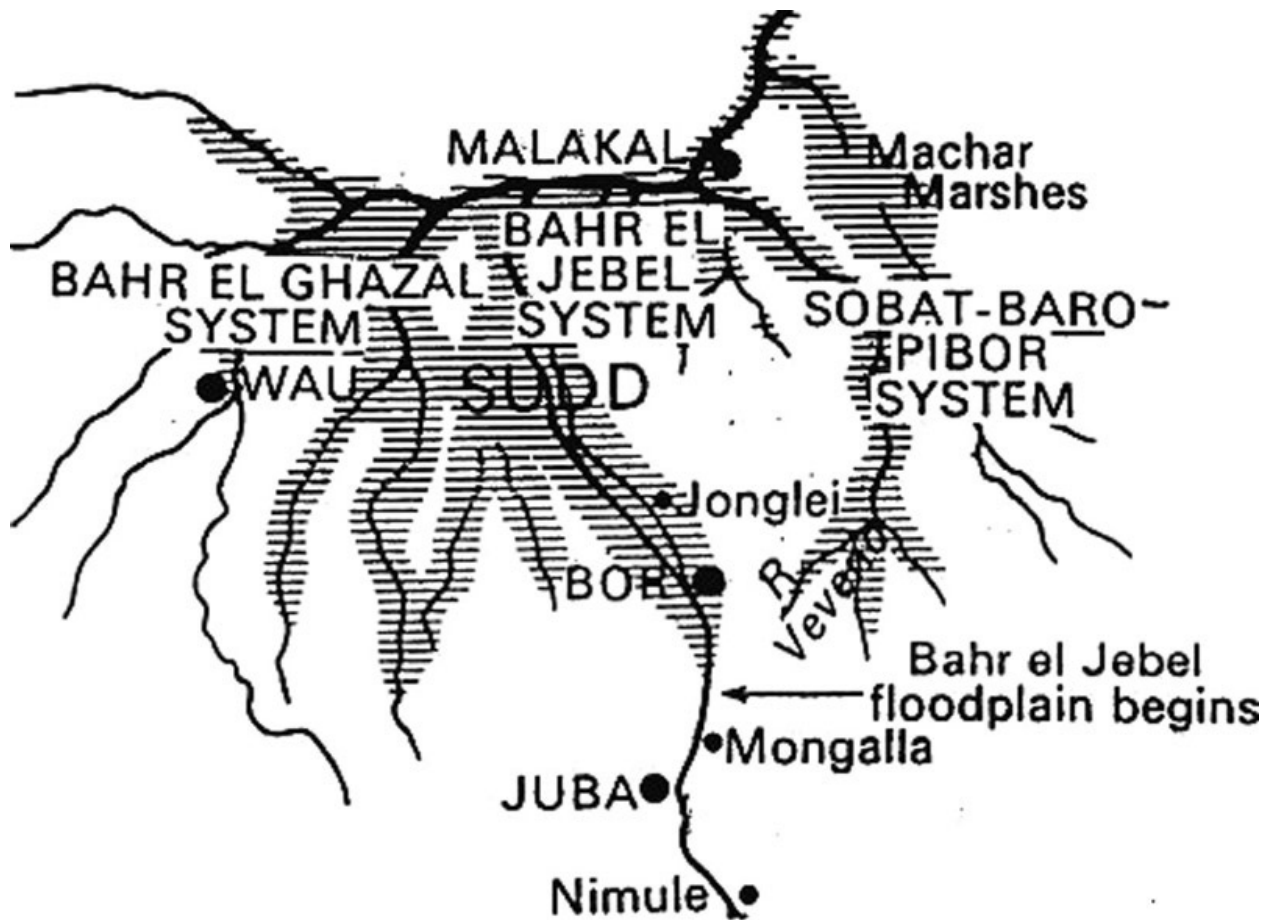 MALAKAL
Machar
Marshes
BAHR EL
JEBEL
SYSTEM
BAHR EL GHAZAL
SYSTEM
SOBAT-BARO-
PIBOR
SYSTEM
WAU
SUDD
Jonglei
BOR
R
Veveno
Bahr el Jebel
floodplain begins
Mongalla
JUBA
Nimule